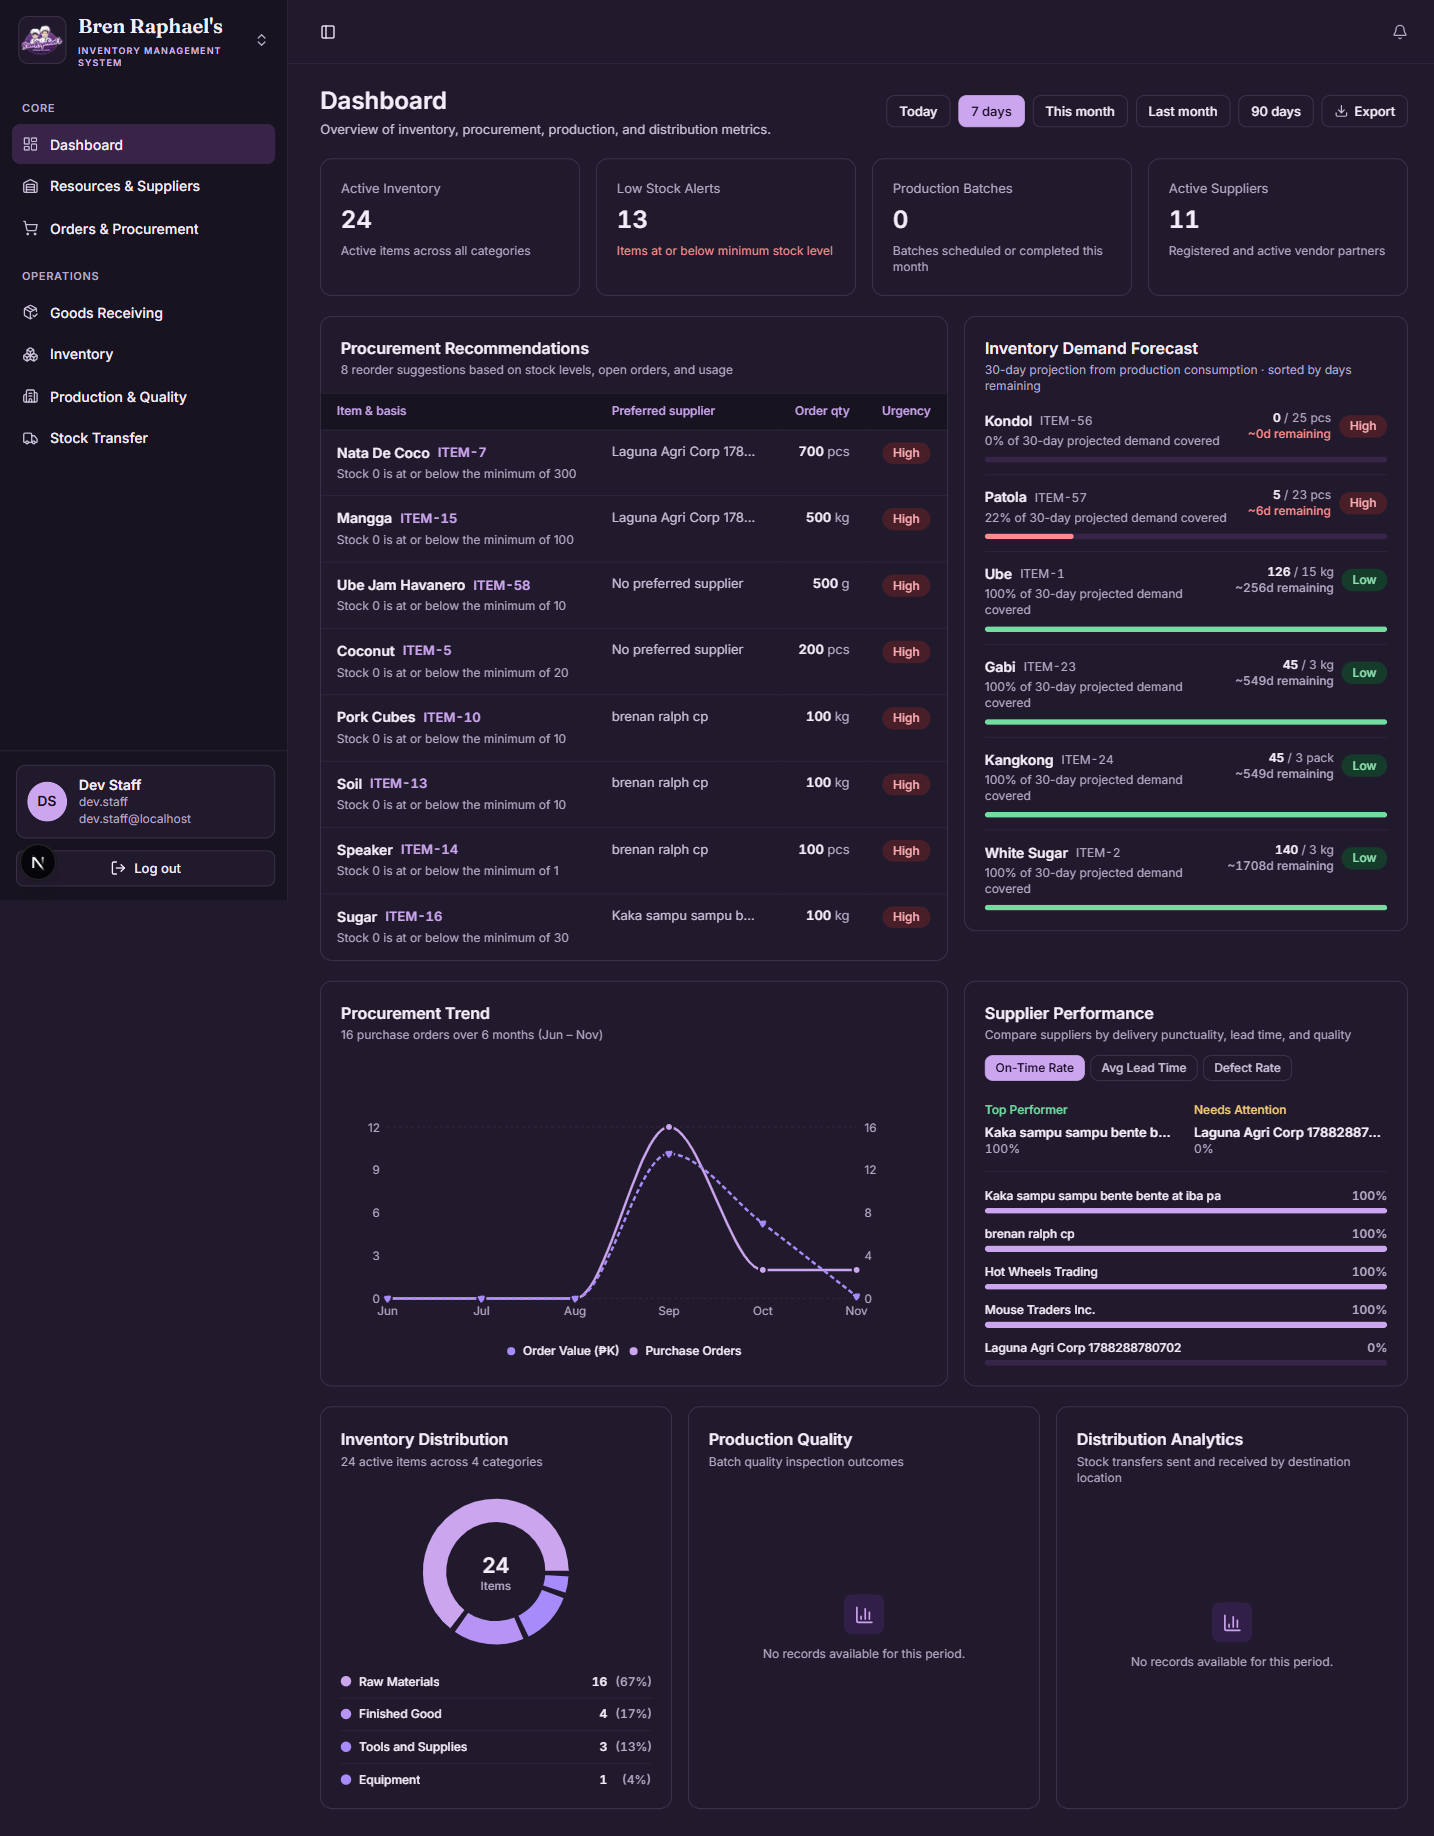 Bren Raphael's
INVENTORY MANAGEMENT
SYSTEM
CORE
Dashboard
Resources & Suppliers
Orders & Procurement
OPERATIONS
Goods Receiving
Inventory
Production & Quality
Stock Transfer
DS
Dev Staff
dev.staff
dev.staff@localhost
N
Log out
Dashboard
Overview of inventory, procurement, production, and distribution metrics.
Today
7 days
This month
Last month
90 days
Export
Active Inventory
24
Active items across all categories
Low Stock Alerts
13
Items at or below minimum stock level
Production Batches
0
Batches scheduled or completed this
month
Active Suppliers
11
Registered and active vendor partners
Procurement Recommendations
8 reorder suggestions based on stock levels, open orders, and usage
Item & basis Preferred supplier Order qty Urgency
Nata De Coco ITEM-7 Laguna Agri Corp 178... 700 pcs High
Stock 0 is at or below the minimum of 300
Mangga ITEM-15 Laguna Agri Corp 178... 500 kg High
Stock 0 is at or below the minimum of 100
Ube Jam Havanero ITEM-58 No preferred supplier 500 g High
Stock 0 is at or below the minimum of 10
Coconut ITEM-5 No preferred supplier 200 pcs High
Stock 0 is at or below the minimum of 20
Pork Cubes ITEM-10 brenan ralph cp 100 kg High
Stock 0 is at or below the minimum of 10
Soil ITEM-13 brenan ralph cp 100 kg High
Stock 0 is at or below the minimum of 10
Speaker ITEM-14 brenan ralph cp 100 pcs High
Stock 0 is at or below the minimum of 1
Sugar ITEM-16 Kaka sampu sampu b... 100 kg High
Stock 0 is at or below the minimum of 30
Inventory Demand Forecast
30-day projection from production consumption · sorted by days
remaining
Kondol ITEM-56 0 / 25 pcs High
0% of 30-day projected demand covered ~0d remaining
Patola ITEM-57 5 / 23 pcs High
22% of 30-day projected demand covered ~6d remaining
Ube ITEM-1 126 / 15 kg Low
100% of 30-day projected demand ~256d remaining
covered
Gabi ITEM-23 45 / 3 kg Low
100% of 30-day projected demand ~549d remaining
covered
Kangkong ITEM-24 45 / 3 pack Low
100% of 30-day projected demand ~549d remaining
covered
White Sugar ITEM-2 140 / 3 kg Low
100% of 30-day projected demand ~1708d remaining
covered
Procurement Trend
16 purchase orders over 6 months (Jun – Nov)
12 16
9 12
6 8
3 4
0 0
Jun Jul Aug Sep Oct Nov
Order Value (₱K) Purchase Orders
Supplier Performance
Compare suppliers by delivery punctuality, lead time, and quality
On-Time Rate Avg Lead Time Defect Rate
Top Performer Needs Attention
Kaka sampu sampu bente b... Laguna Agri Corp 17882887...
100% 0%
Kaka sampu sampu bente bente at iba pa 100%
brenan ralph cp 100%
Hot Wheels Trading 100%
Mouse Traders Inc. 100%
Laguna Agri Corp 1788288780702 0%
Inventory Distribution
24 active items across 4 categories
24
Items
Raw Materials 16 (67%)
Finished Good 4 (17%)
Tools and Supplies 3 (13%)
Equipment 1 (4%)
Production Quality
Batch quality inspection outcomes
No records available for this period.
Distribution Analytics
Stock transfers sent and received by destination
location
No records available for this period.